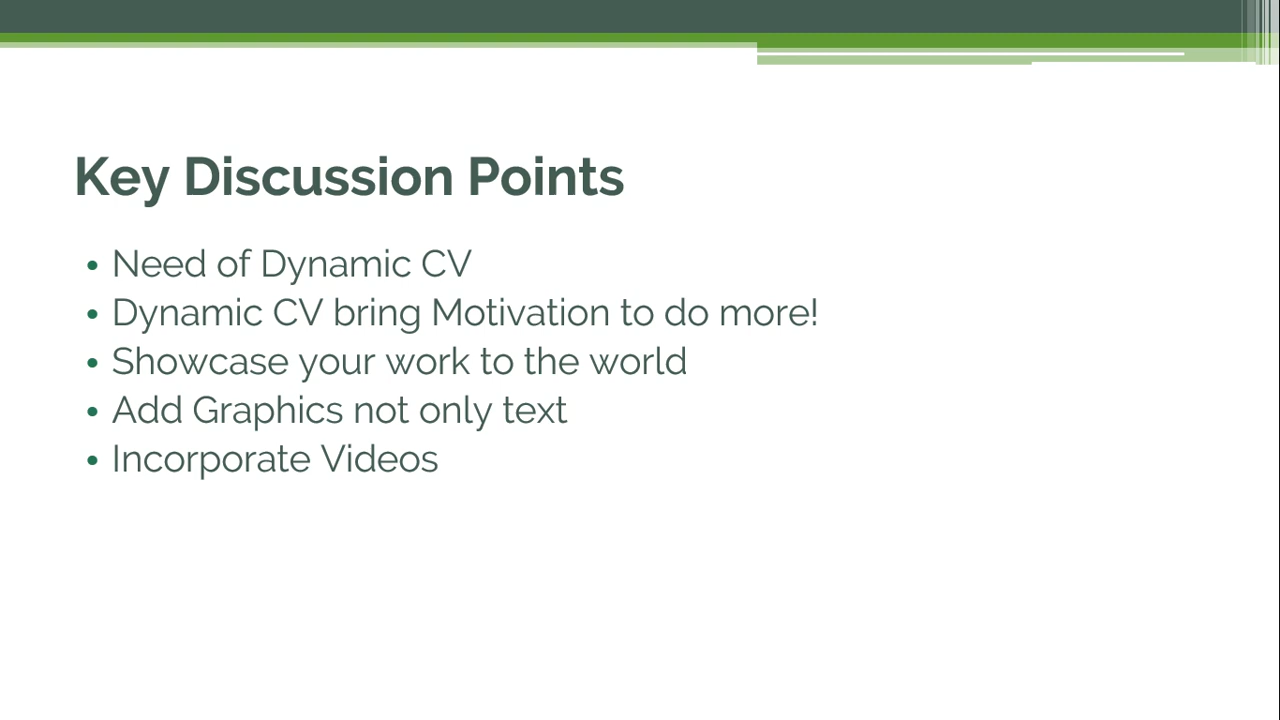 Key Discussion Points
• Need of Dynamic CV
• Dynamic CV bring Motivation to do more!
• Showcase your work to the world
• Add Graphics not only text
• Incorporate Videos